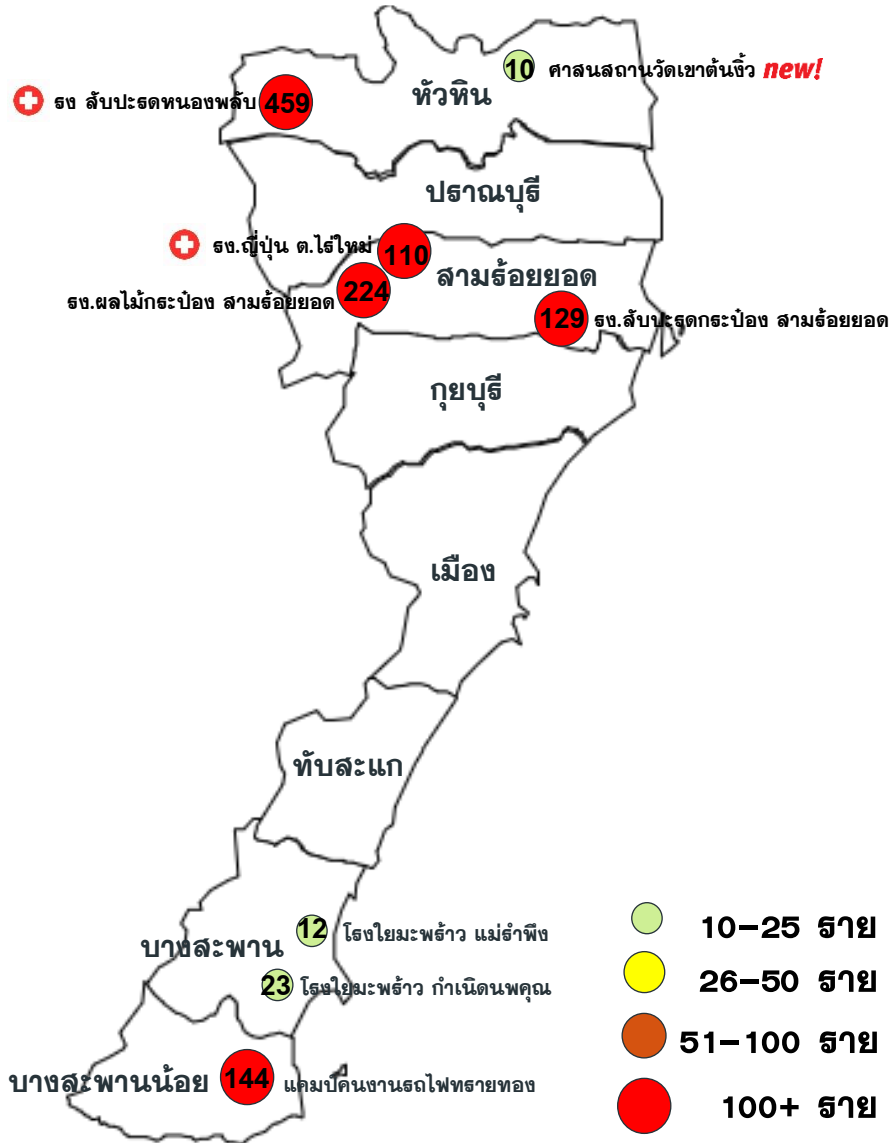 10 ศาสนสถานวัดเขาต้นงิ้ว new!
รง สับปะรดหนองพลับ 459
หัวหิน
ปราณบุรี
รง.ญี่ปุ่น ต.ไร่ใหม่ 110
สามร้อยยอด
รง.ผลไม้กระป๋อง สามร้อยยอด 224
129 รง.สับปะรดกระป๋อง สามร้อยยอด
กุยบุรี
เมือง
ทับสะแก
12 โรงใยมะพร้าว แม่รำพึง
บางสะพาน
23 โรงใยมะพร้าว กำเนิดนพคุณ
บางสะพานน้อย 144 แคมป์คนงานรถไฟทรายทอง
10-25 ราย
26-50 ราย
51-100 ราย
100+ ราย